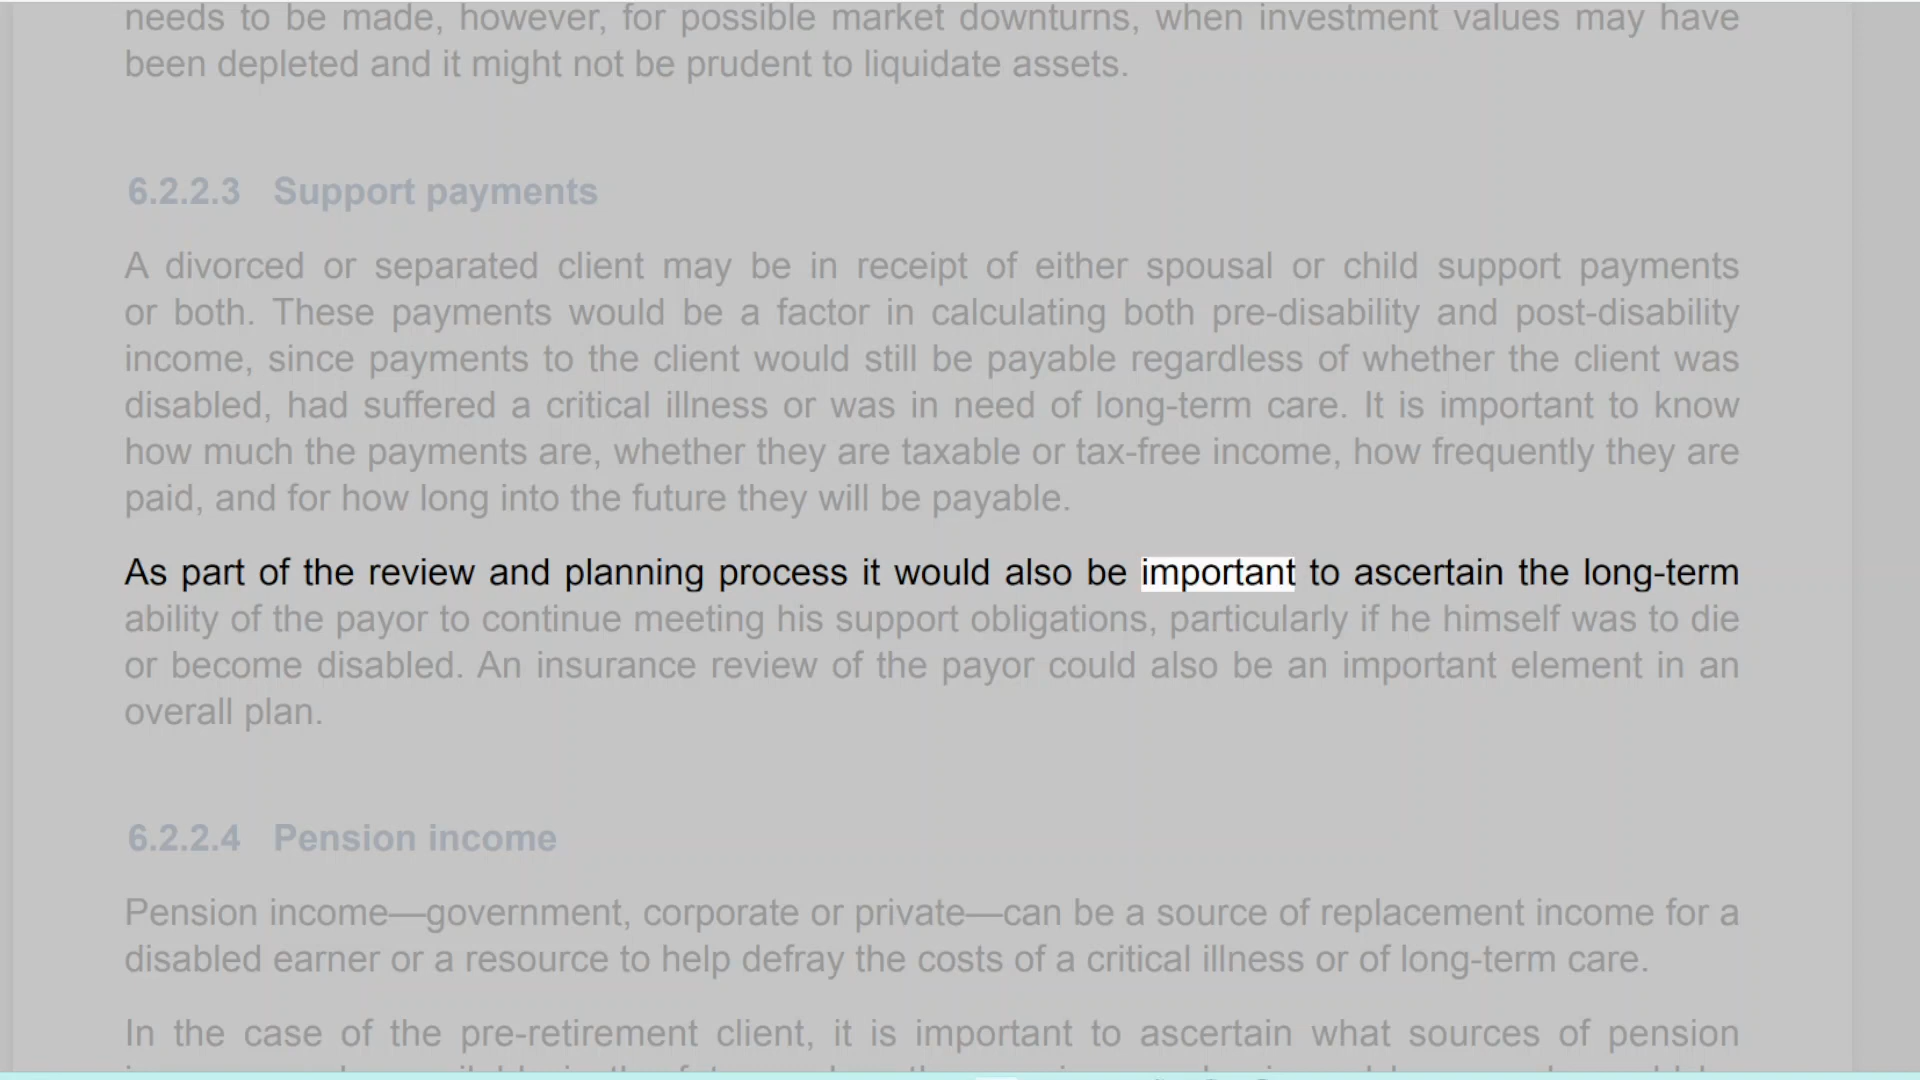 needs to be made, however, for possible market downturns, when investment values may have
been depleted and it might not be prudent to liquidate assets.
6.2.2.3 Support payments
A divorced or separated client may be in receipt of either spousal or child support payments
or both. These payments would be a factor in calculating both pre-disability and post-disability
income, since payments to the client would still be payable regardless of whether the client was
disabled, had suffered a critical illness or was in need of long-term care. It is important to know
how much the payments are, whether they are taxable or tax-free income, how frequently they are
paid, and for how long into the future they will be payable.
As part of the review and planning process it would also be important to ascertain the long-term
ability of the payor to continue meeting his support obligations, particularly if he himself was to die
or become disabled. An insurance review of the payor could also be an important element in an
overall plan.
6.2.2.4 Pension income
Pension income—government, corporate or private—can be a source of replacement income for a
disabled earner or a resource to help defray the costs of a critical illness or of long-term care.
In the case of the pre-retirement client, it is important to ascertain what sources of pension